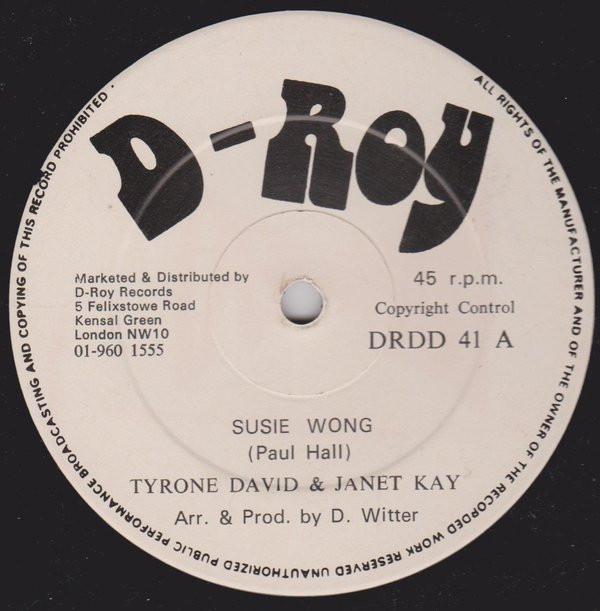 D-Roy
ALL RIGHTS OF THE MANUFACTURER AND OF THE OWNER OF THE RECORDED WORK RESERVED UNAUTHORIZED PUBLIC PERFORMANCE BROADCASTING AND COPYING OF THIS RECORD PROHIBITED ·
Marketed & Distributed by
D-Roy Records
5 Felixstowe Road
Kensal Green
London NW10
01-960 1555
45 r.p.m.
Copyright Control
DRDD 41 A
SUSIE WONG
(Paul Hall)
TYRONE DAVID & JANET KAY
Arr. & Prod. by D. Witter